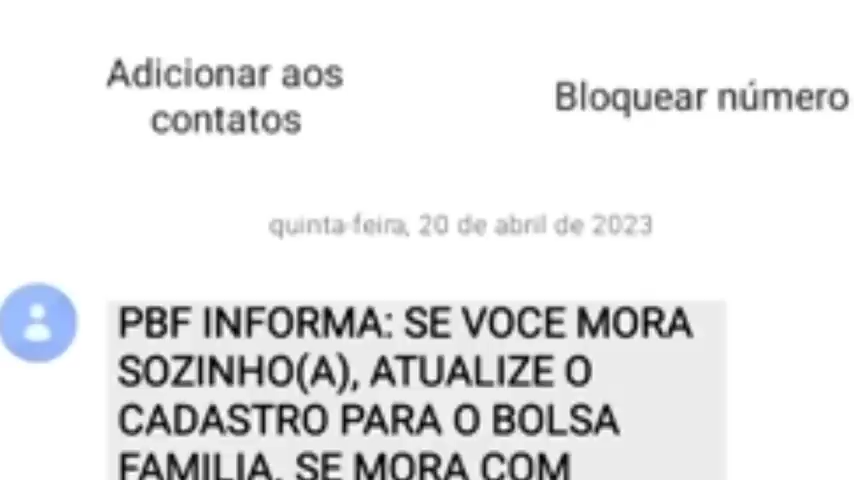 Adicionar aos
contatos
Bloquear número
quinta-feira, 20 de abril de 2023
PBF INFORMA: SE VOCE MORA
SOZINHO(A), ATUALIZE O
CADASTRO PARA O BOLSA
FAMILIA. SE MORA COM